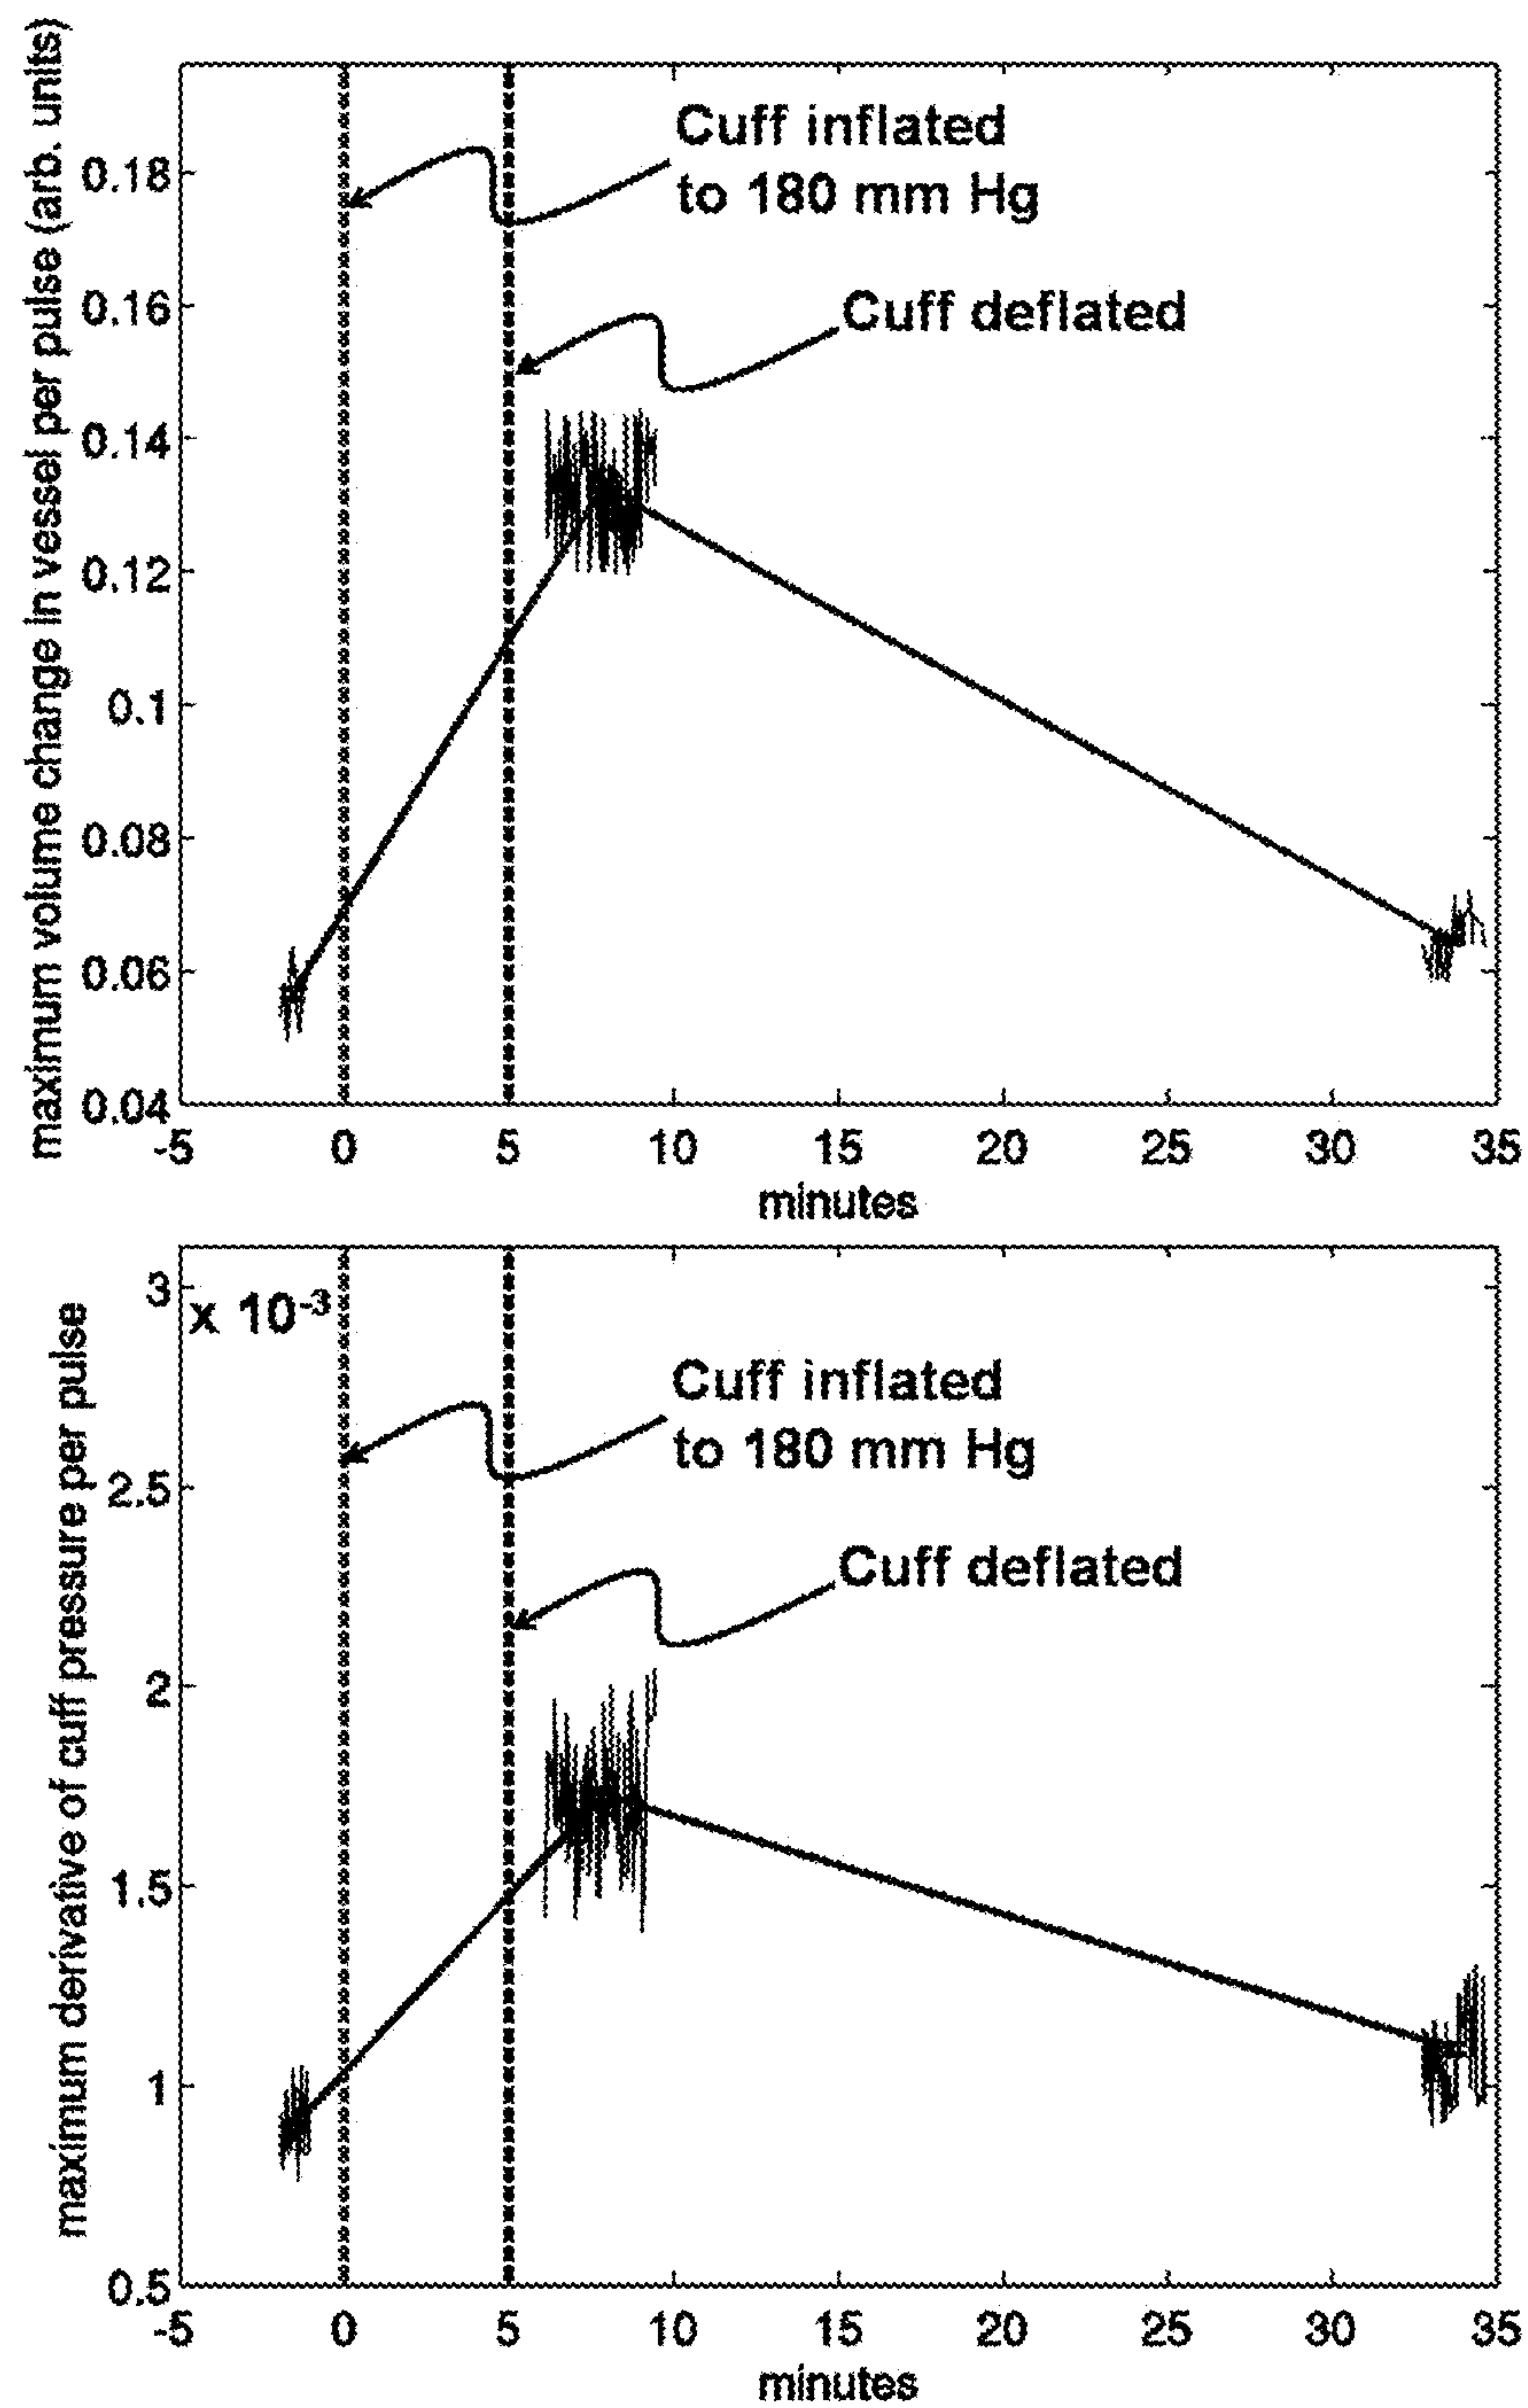 maximum volume change in vessel per pulse (arb. units)
0.18
0.16
0.14
0.12
0.1
0.08
0.06
0.04
Cuff inflated
to 180 mm Hg
Cuff deflated
-5 0 5 10 15 20 25 30 35
minutes
maximum derivative of cuff pressure per pulse
3
2.5
2
1.5
1
0.5
x 10-3
Cuff inflated
to 180 mm Hg
Cuff deflated
-5 0 5 10 15 20 25 30 35
minutes